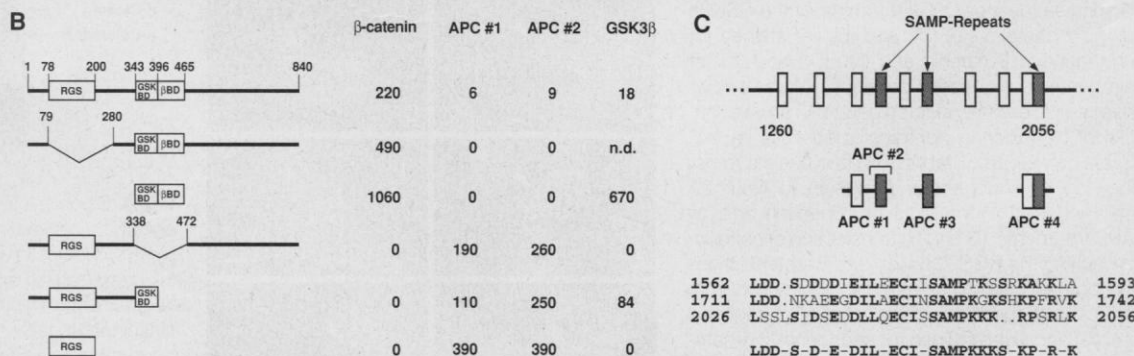 B
β-catenin APC #1 APC #2 GSK3β
1 78 200 343 396 465 840
RGS GSK BD βBD
220 6 9 18
79 280
GSK BD βBD
490 0 0 n.d.
GSK BD βBD
1060 0 0 670
338 472
RGS
0 190 260 0
RGS GSK BD
0 110 250 84
RGS
0 390 390 0
C
SAMP-Repeats
1260 2056
APC #2
APC #1 APC #3 APC #4
1562 LDD.SDDDDIEILEECIISAMPTKSSRKAKKLA 1593
1711 LDD.NKAEEGDILAECINSAMPKGKSHKPFRVK 1742
2026 LSSLSIDSEDDLLQECISSAMPKKK..RPSRLK 2056
LDD-S-D-E-DILEECI-SAMPKKKS-KP-R-K